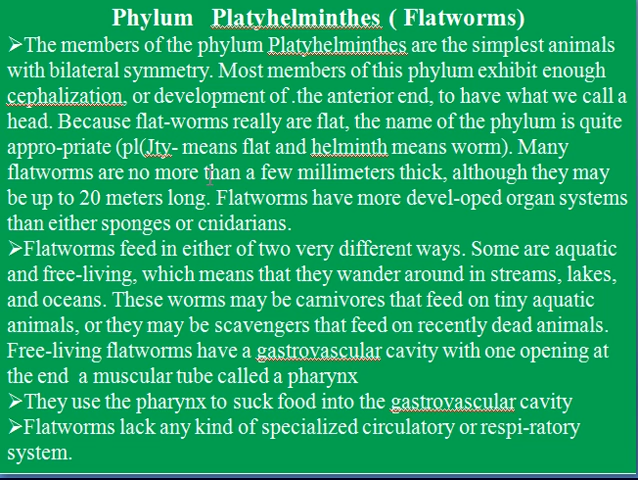 Phylum Platyhelminthes ( Flatworms)
➢The members of the phylum Platyhelminthes are the simplest animals
with bilateral symmetry. Most members of this phylum exhibit enough
cephalization, or development of .the anterior end, to have what we call a
head. Because flat-worms really are flat, the name of the phylum is quite
appro-priate (pl(Jty- means flat and helminth means worm). Many
flatworms are no more than a few millimeters thick, although they may
be up to 20 meters long. Flatworms have more devel-oped organ systems
than either sponges or cnidarians.
➢Flatworms feed in either of two very different ways. Some are aquatic
and free-living, which means that they wander around in streams, lakes,
and oceans. These worms may be carnivores that feed on tiny aquatic
animals, or they may be scavengers that feed on recently dead animals.
Free-living flatworms have a gastrovascular cavity with one opening at
the end a muscular tube called a pharynx
➢They use the pharynx to suck food into the gastrovascular cavity
➢Flatworms lack any kind of specialized circulatory or respi-ratory
system.